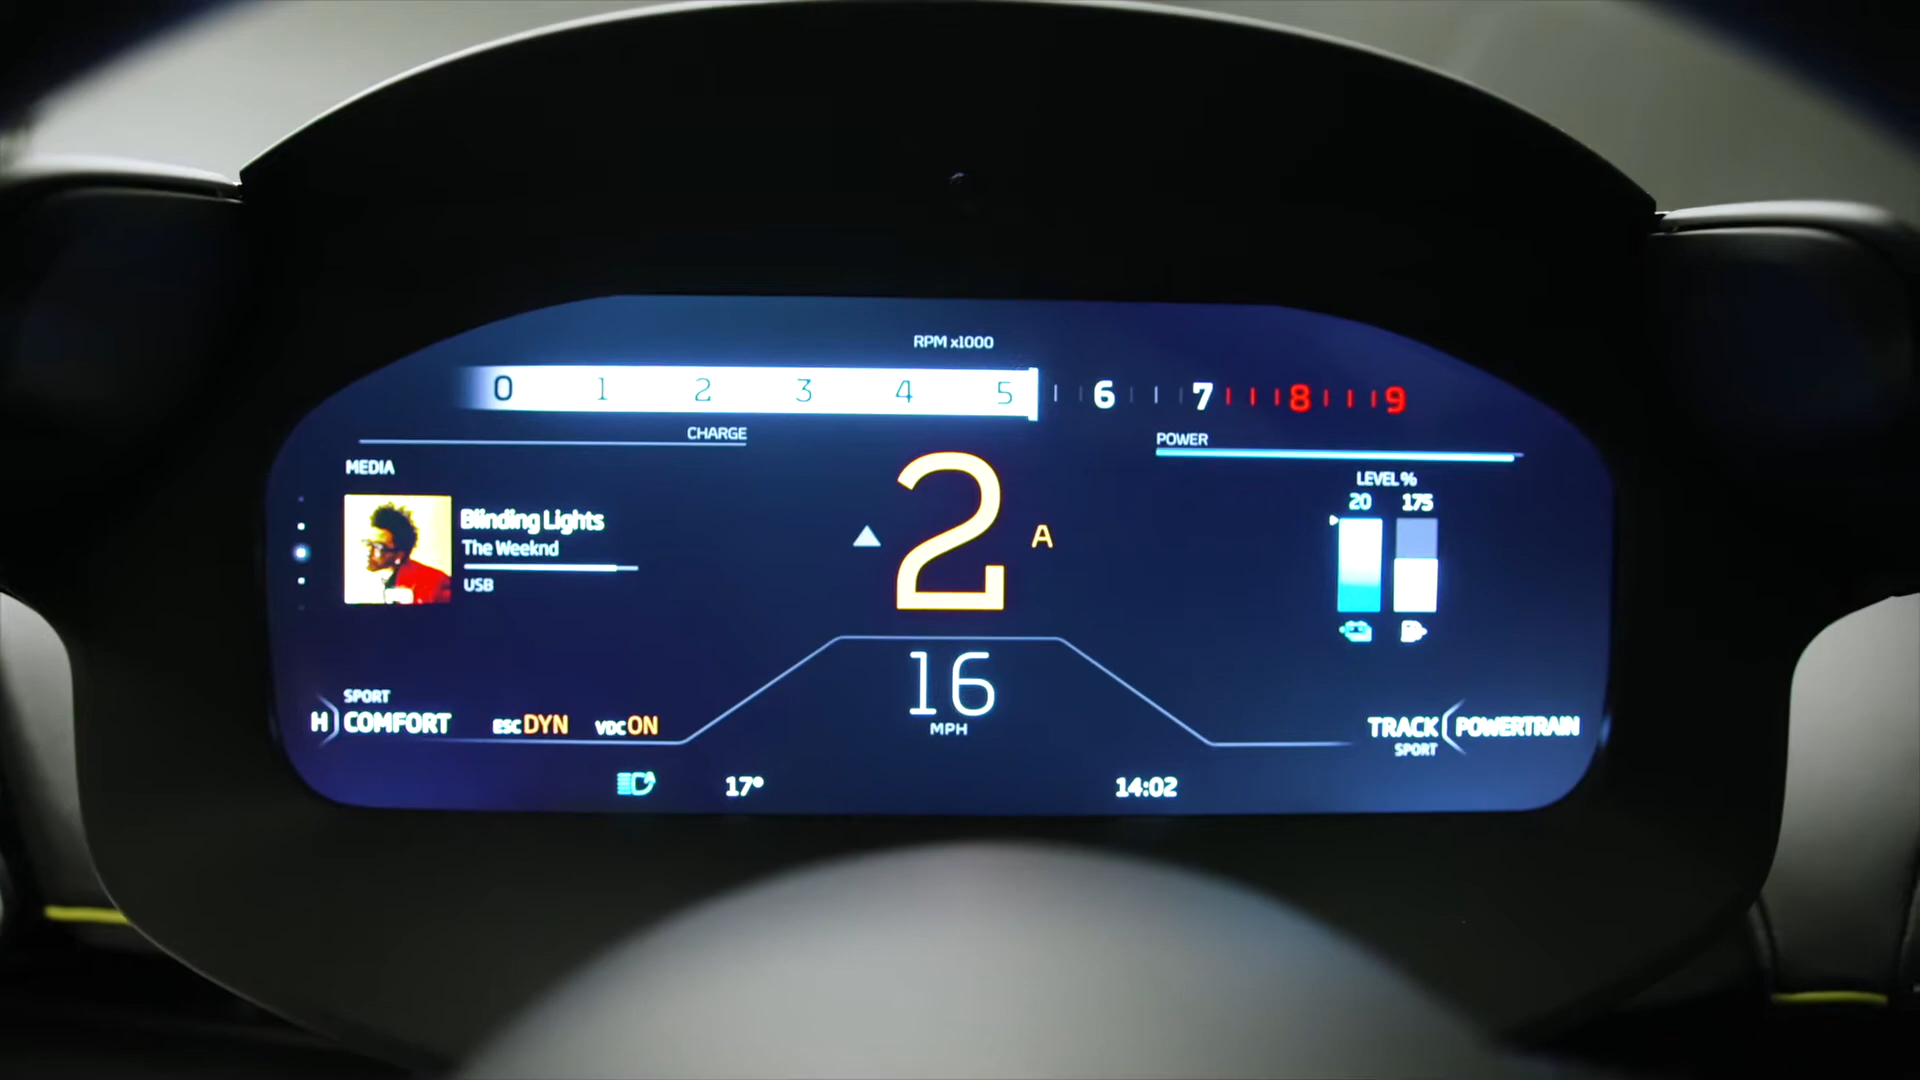 RPM x1000
0 1 2 3 4 5 6 7 8 9
CHARGE
POWER
MEDIA
Blinding Lights
The Weeknd
USB
2 A
LEVEL %
20 175
16
MPH
SPORT
H COMFORT
ESC DYN VDC ON
TRACK POWERTRAIN
SPORT
17°
14:02